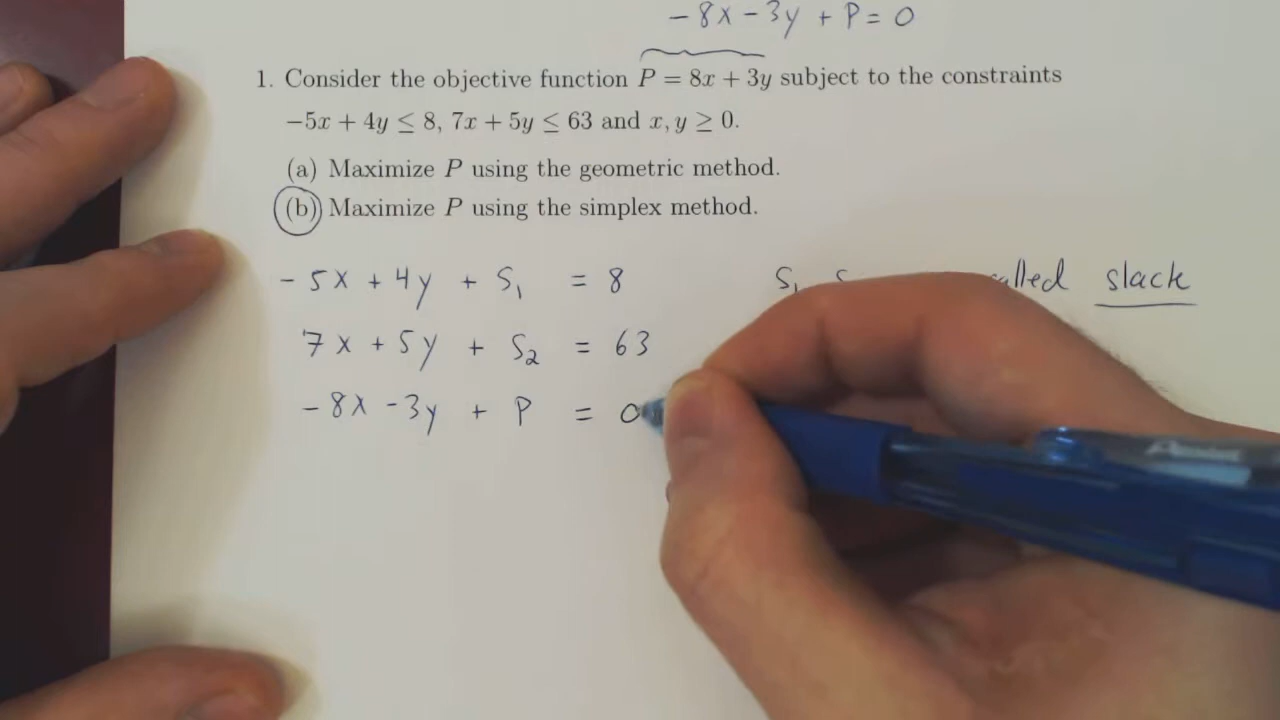 -8x - 3y + P = 0
1. Consider the objective function P = 8x + 3y subject to the constraints
-5x + 4y ≤ 8, 7x + 5y ≤ 63 and x, y ≥ 0.
(a) Maximize P using the geometric method.
(b) Maximize P using the simplex method.
-5x + 4y + S₁ = 8 S₁ slack
7x + 5y + S₂ = 63
-8x - 3y + P = 0